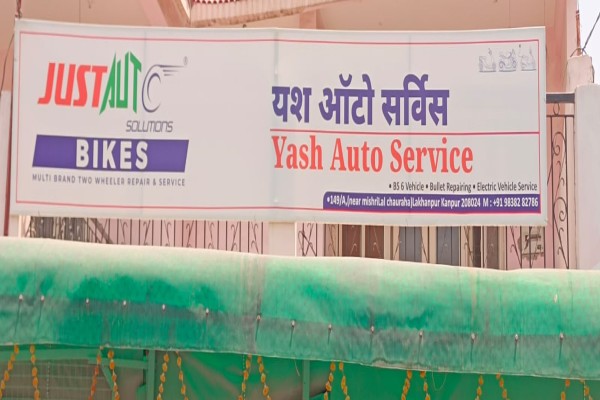 JUSTAUTO
SOLUTIONS
BIKES
MULTI BRAND TWO WHEELER REPAIR & SERVICE
यश ऑटो सर्विस
Yash Auto Service
• BS 6 Vehicle • Bullet Repairing • Electric Vehicle Service
•149/A,(near mishrilal chauraha)Lakhanpur Kanpur 208024 M : +91 98382 82786